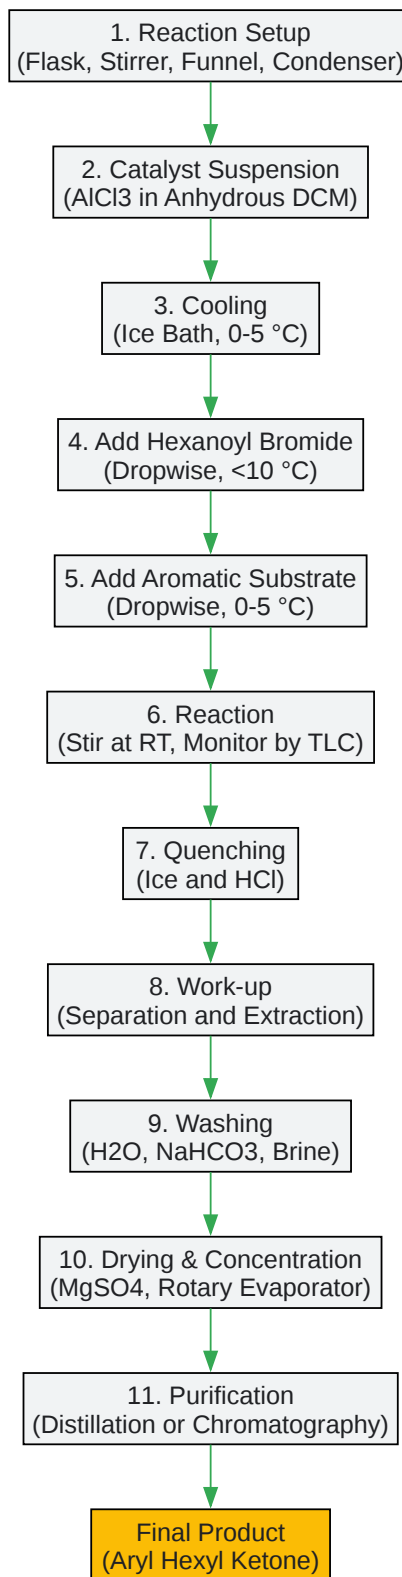 1. Reaction Setup
(Flask, Stirrer, Funnel, Condenser)
2. Catalyst Suspension
(AlCl3 in Anhydrous DCM)
3. Cooling
(Ice Bath, 0-5 °C)
4. Add Hexanoyl Bromide
(Dropwise, <10 °C)
5. Add Aromatic Substrate
(Dropwise, 0-5 °C)
6. Reaction
(Stir at RT, Monitor by TLC)
7. Quenching
(Ice and HCl)
8. Work-up
(Separation and Extraction)
9. Washing
(H2O, NaHCO3, Brine)
10. Drying & Concentration
(MgSO4, Rotary Evaporator)
11. Purification
(Distillation or Chromatography)
Final Product
(Aryl Hexyl Ketone)